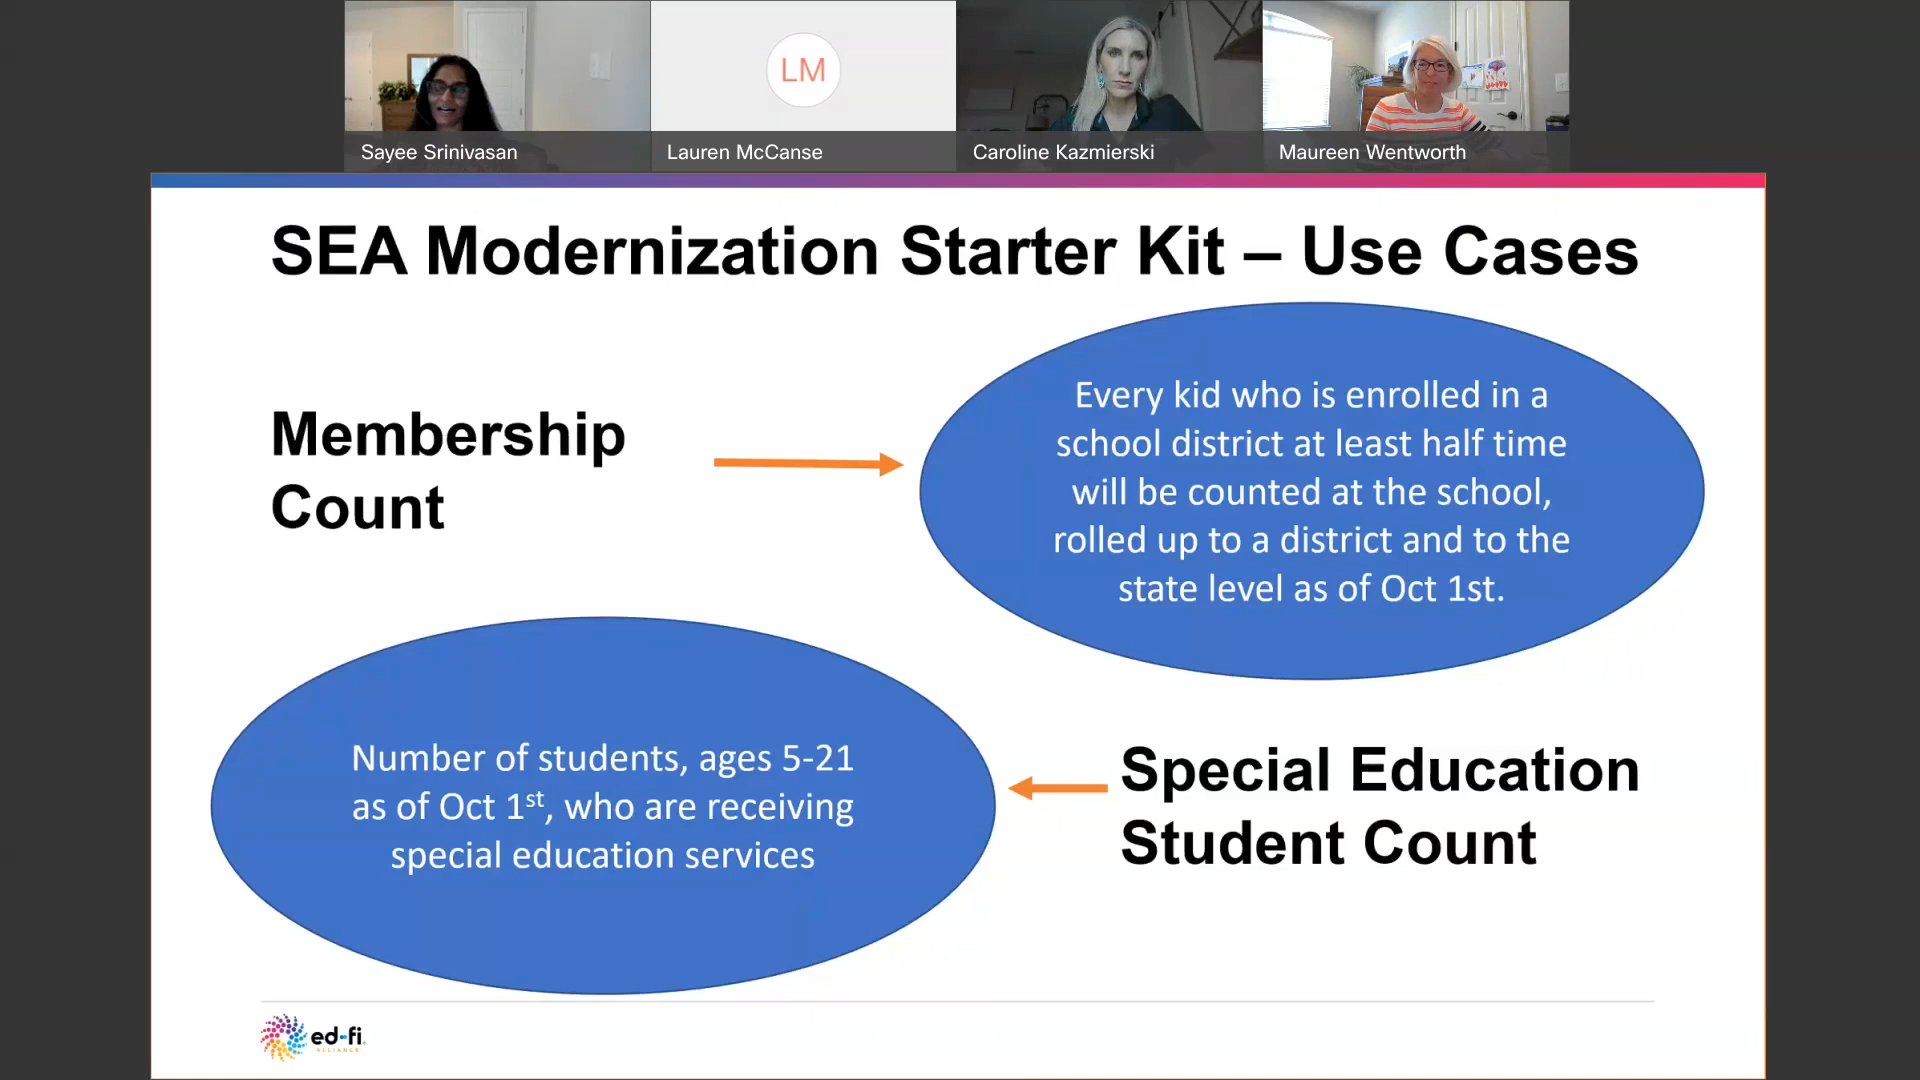 LM
Sayee Srinivasan
Lauren McCanse
Caroline Kazmierski
Maureen Wentworth
SEA Modernization Starter Kit – Use Cases
Membership
Count
Every kid who is enrolled in a
school district at least half time
will be counted at the school,
rolled up to a district and to the
state level as of Oct 1st.
Number of students, ages 5-21
as of Oct 1st, who are receiving
special education services
Special Education
Student Count
ed-fi
ALLIANCE